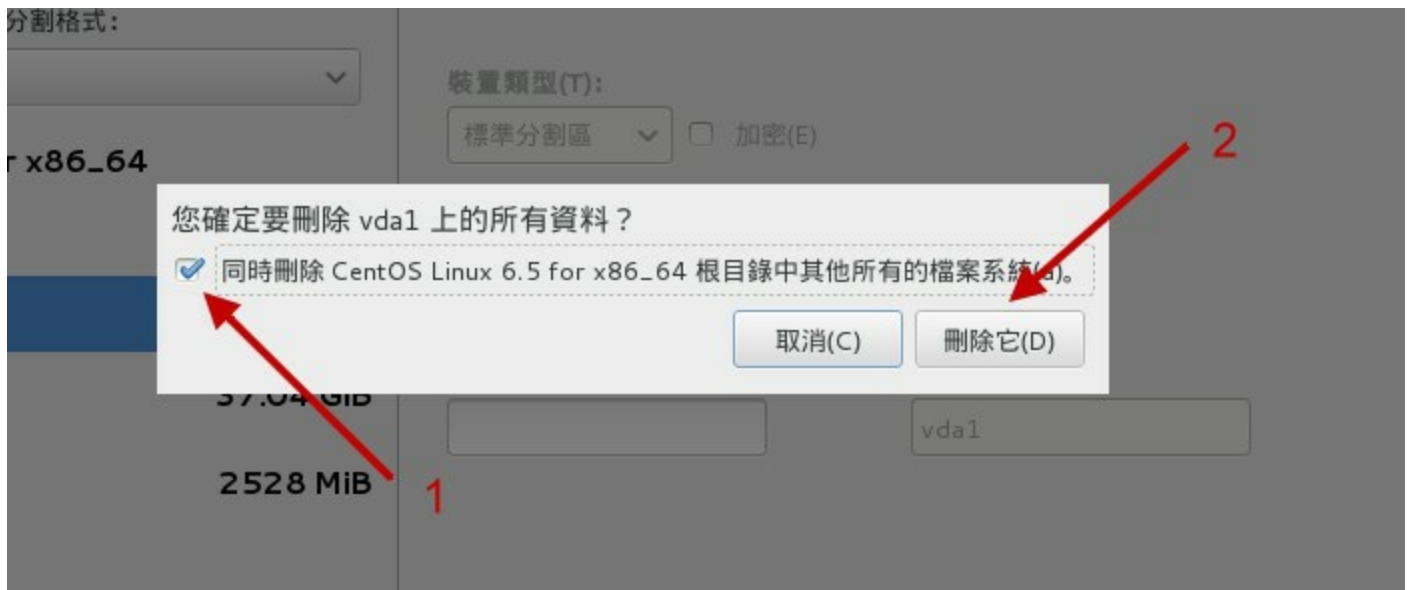 分割格式:
裝置類型(T):
標準分割區 加密(E)
r x86_64
2
您確定要刪除 vda1 上的所有資料？
同時刪除 CentOS Linux 6.5 for x86_64 根目錄中其他所有的檔案系統(a)。
取消(C) 刪除它(D)
37.04 GiB
vda1
2528 MiB
1